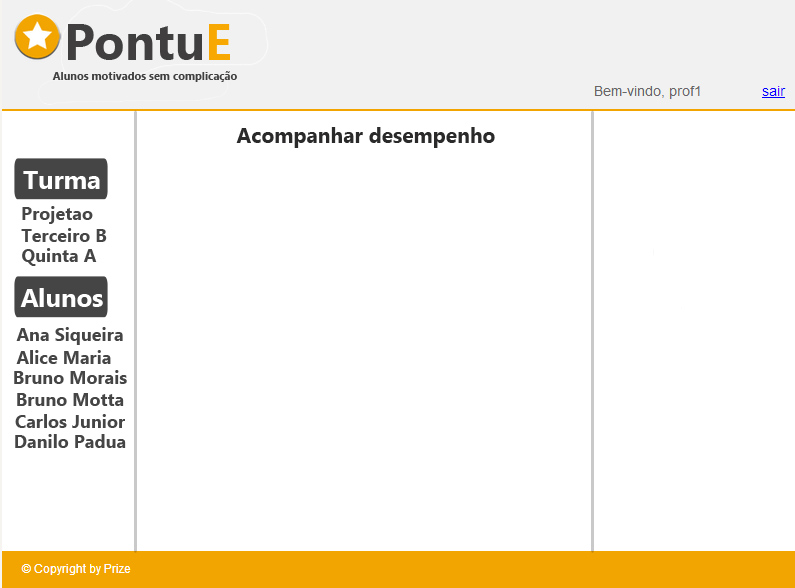 PontuE
Alunos motivados sem complicação
Bem-vindo, prof1
sair
Acompanhar desempenho
Turma
Projetao
Terceiro B
Quinta A
Alunos
Ana Siqueira
Alice Maria
Bruno Morais
Bruno Motta
Carlos Junior
Danilo Padua
© Copyright by Prize